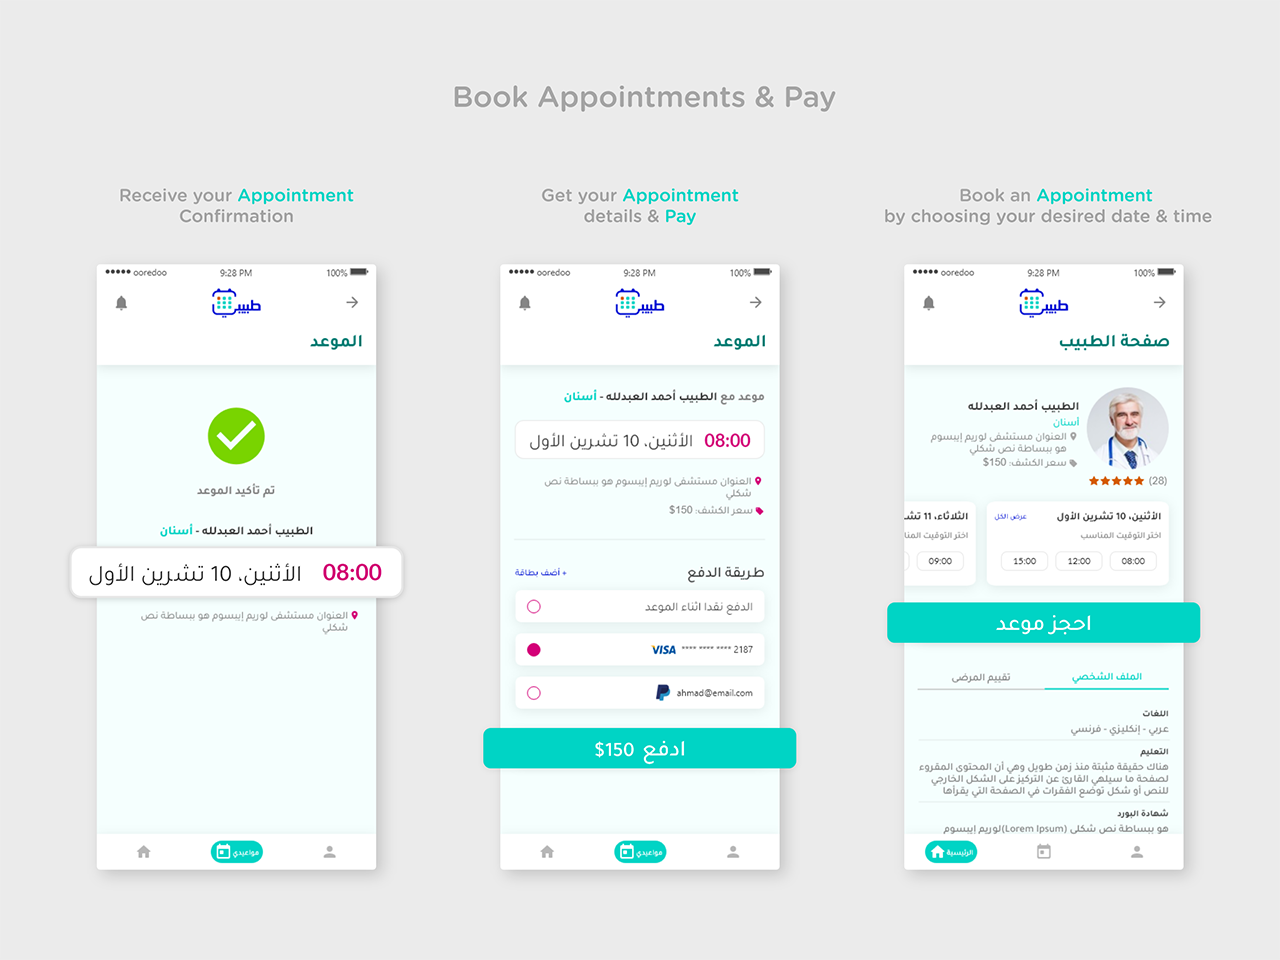 Book Appointments & Pay
Receive your Appointment
Confirmation
ooredoo
9:28 PM
100%
طبيبي
الموعد
تم تأكيد الموعد
الطبيب أحمد العبدلله - أسنان
08:00 الأثنين، 10 تشرين الأول
العنوان مستشفى لوريم إيبسوم هو ببساطة نص
شكلي
مواعيدي
Get your Appointment
details & Pay
ooredoo
9:28 PM
100%
طبيبي
الموعد
موعد مع الطبيب أحمد العبدلله - أسنان
08:00 الأثنين، 10 تشرين الأول
العنوان مستشفى لوريم إيبسوم هو ببساطة نص
شكلي
سعر الكشف: 150$
طريقة الدفع
+ أضف بطاقة
الدفع نقدا اثناء الموعد
VISA **** **** **** 2187
ahmad@email.com
ادفع 150$
مواعيدي
Book an Appointment
by choosing your desired date & time
ooredoo
9:28 PM
100%
طبيبي
صفحة الطبيب
الطبيب أحمد العبدلله
أسنان
العنوان مستشفى لوريم إيبسوم
هو ببساطة نص شكلي
سعر الكشف: 150$
(28)
الأثنين، 10 تشرين الأول
عرض الكل
اختر التوقيت المناسب
08:00
12:00
15:00
الثلاثاء، 11 تشـ
اختر التوقيت المنا
09:00
احجز موعد
الملف الشخصي
تقييم المرضى
اللغات
عربي - إنكليزي - فرنسي
التعليم
هناك حقيقة مثبتة منذ زمن طويل وهي أن المحتوى المقروء
لصفحة ما سيلهي القارئ عن التركيز على الشكل الخارجي
للنص أو شكل توضع الفقرات في الصفحة التي يقرأها
شهادة البورد
هو ببساطة نص شكلي (Lorem Ipsum)لوريم إيبسوم
الرئيسية